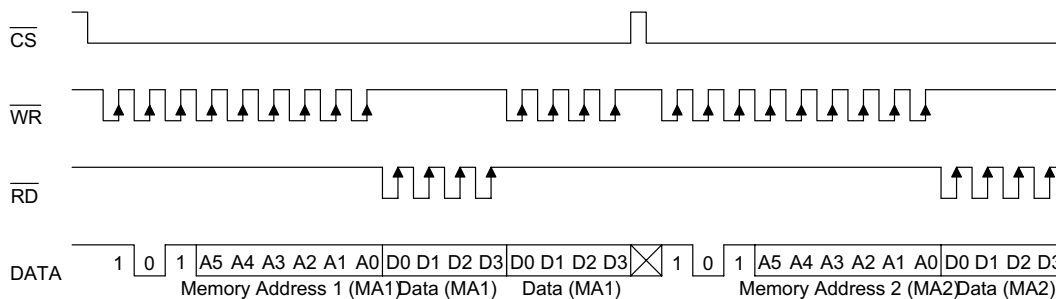 CS
WR
RD
DATA 1 0 1 A5 A4 A3 A2 A1 A0 D0 D1 D2 D3 D0 D1 D2 D3 1 0 1 A5 A4 A3 A2 A1 A0 D0 D1 D2 D3
Memory Address 1 (MA1) Data (MA1) Data (MA1) Memory Address 2 (MA2) Data (MA2)